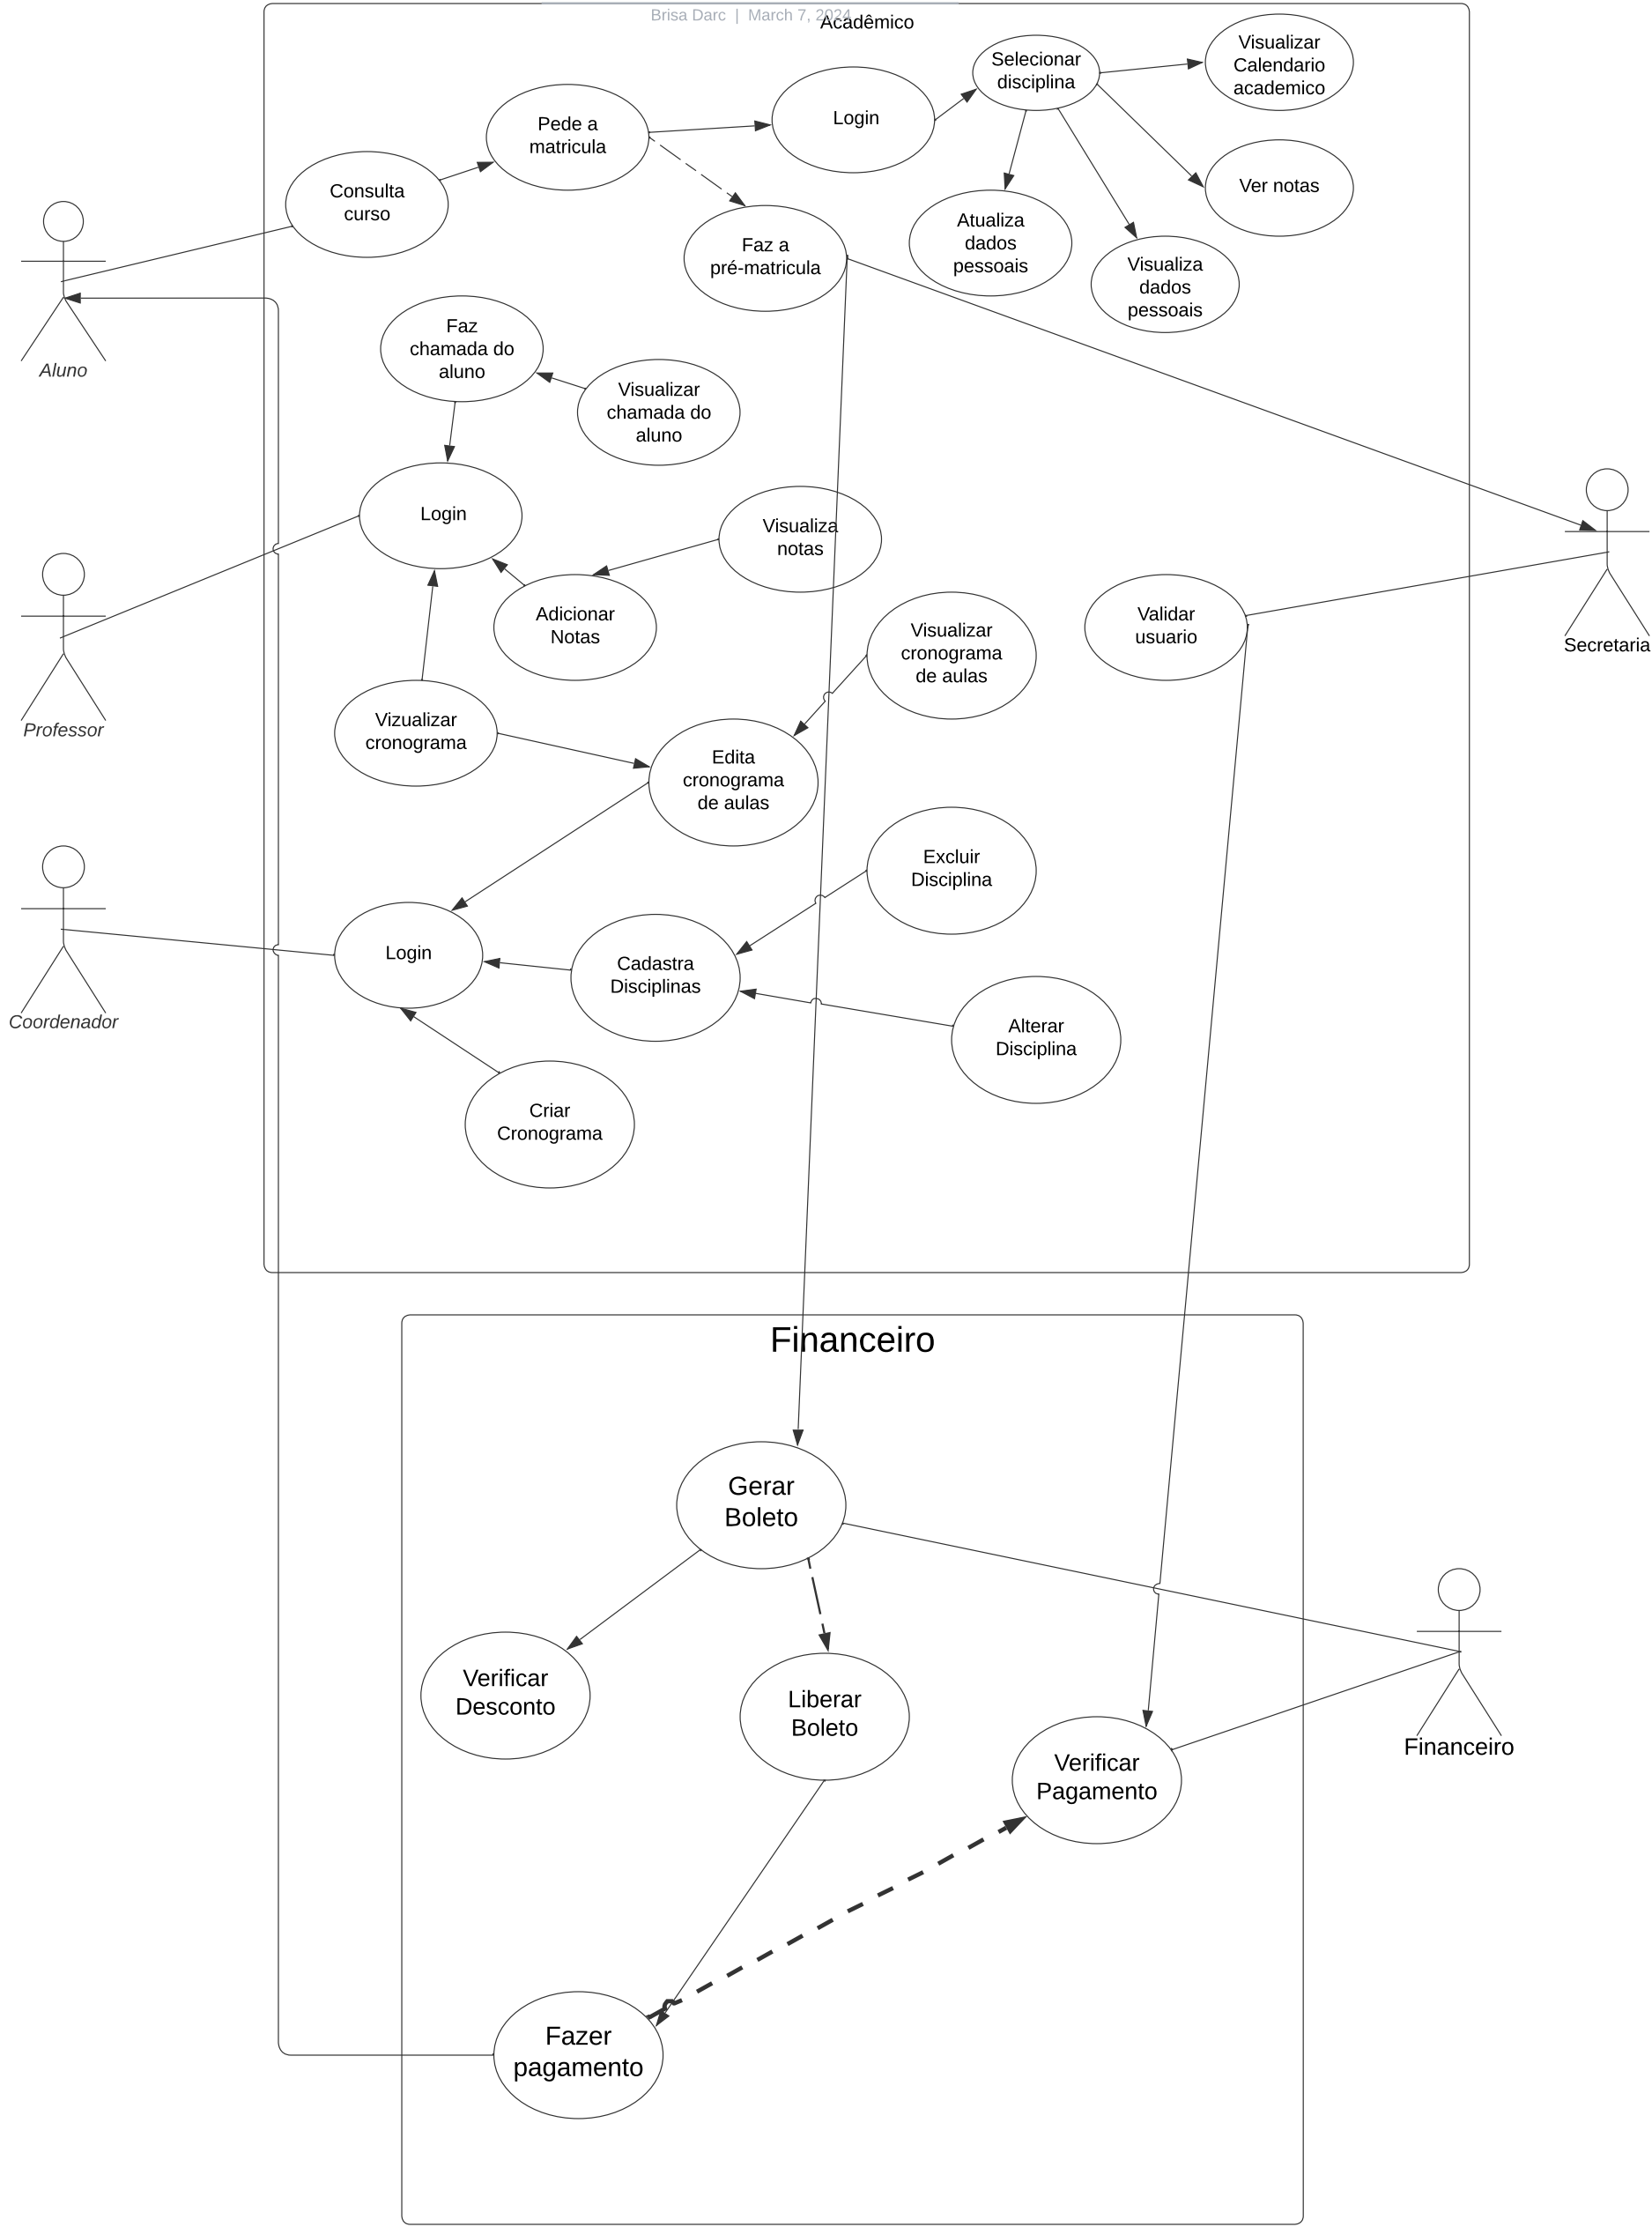 Brisa Darc | March 7, 2024
Acadêmico
Selecionar
disciplina
Visualizar
Calendario
academico
Login
Pede a
matricula
Consulta
curso
Ver notas
Atualiza
dados
pessoais
Faz a
pré-matricula
Visualiza
dados
pessoais
Aluno
Faz
chamada do
aluno
Visualizar
chamada do
aluno
Login
Visualiza
notas
Adicionar
Notas
Validar
usuario
Secretaria
Visualizar
cronograma
de aulas
Professor
Vizualizar
cronograma
Edita
cronograma
de aulas
Excluir
Disciplina
Login
Cadastra
Disciplinas
Coordenador
Alterar
Disciplina
Criar
Cronograma
Financeiro
Gerar
Boleto
Verificar
Desconto
Liberar
Boleto
Financeiro
Verificar
Pagamento
Fazer
pagamento